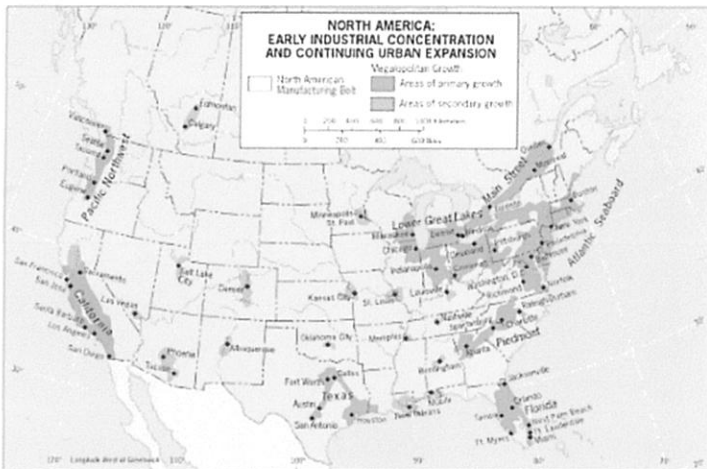 NORTH AMERICA:
EARLY INDUSTRIAL CONCENTRATION
AND CONTINUING URBAN EXPANSION
Megalopolitan Growth:
North American
Manufacturing Belt
Areas of primary growth
Areas of secondary growth
Edmonton
Calgary
Vancouver
Seattle
Tacoma
Portland
Eugene
Pacific Northwest
Quebec
Montreal
Main Street
Toronto
Boston
Minneapolis
St. Paul
Lower Great Lakes
Milwaukee
Detroit
Chicago
Cleveland
Pittsburgh
New York
Philadelphia
Atlantic Seaboard
Indianapolis
Washington, D.C.
Richmond
Norfolk
San Francisco
San Jose
Sacramento
Salt Lake
City
Denver
Kansas City
St. Louis
Louisville
California
Las Vegas
Santa Barbara
Los Angeles
San Diego
Phoenix
Tucson
Albuquerque
Oklahoma City
Memphis
Nashville
Spartanburg
Raleigh/Durham
Charlotte
Piedmont
Atlanta
Birmingham
Fort Worth
Dallas
Texas
Austin
San Antonio
Houston
New Orleans
Mobile
Jacksonville
Orlando
Tampa
Florida
West Palm Beach
Ft. Lauderdale
Ft. Myers
Miami
Longitude West of Greenwich